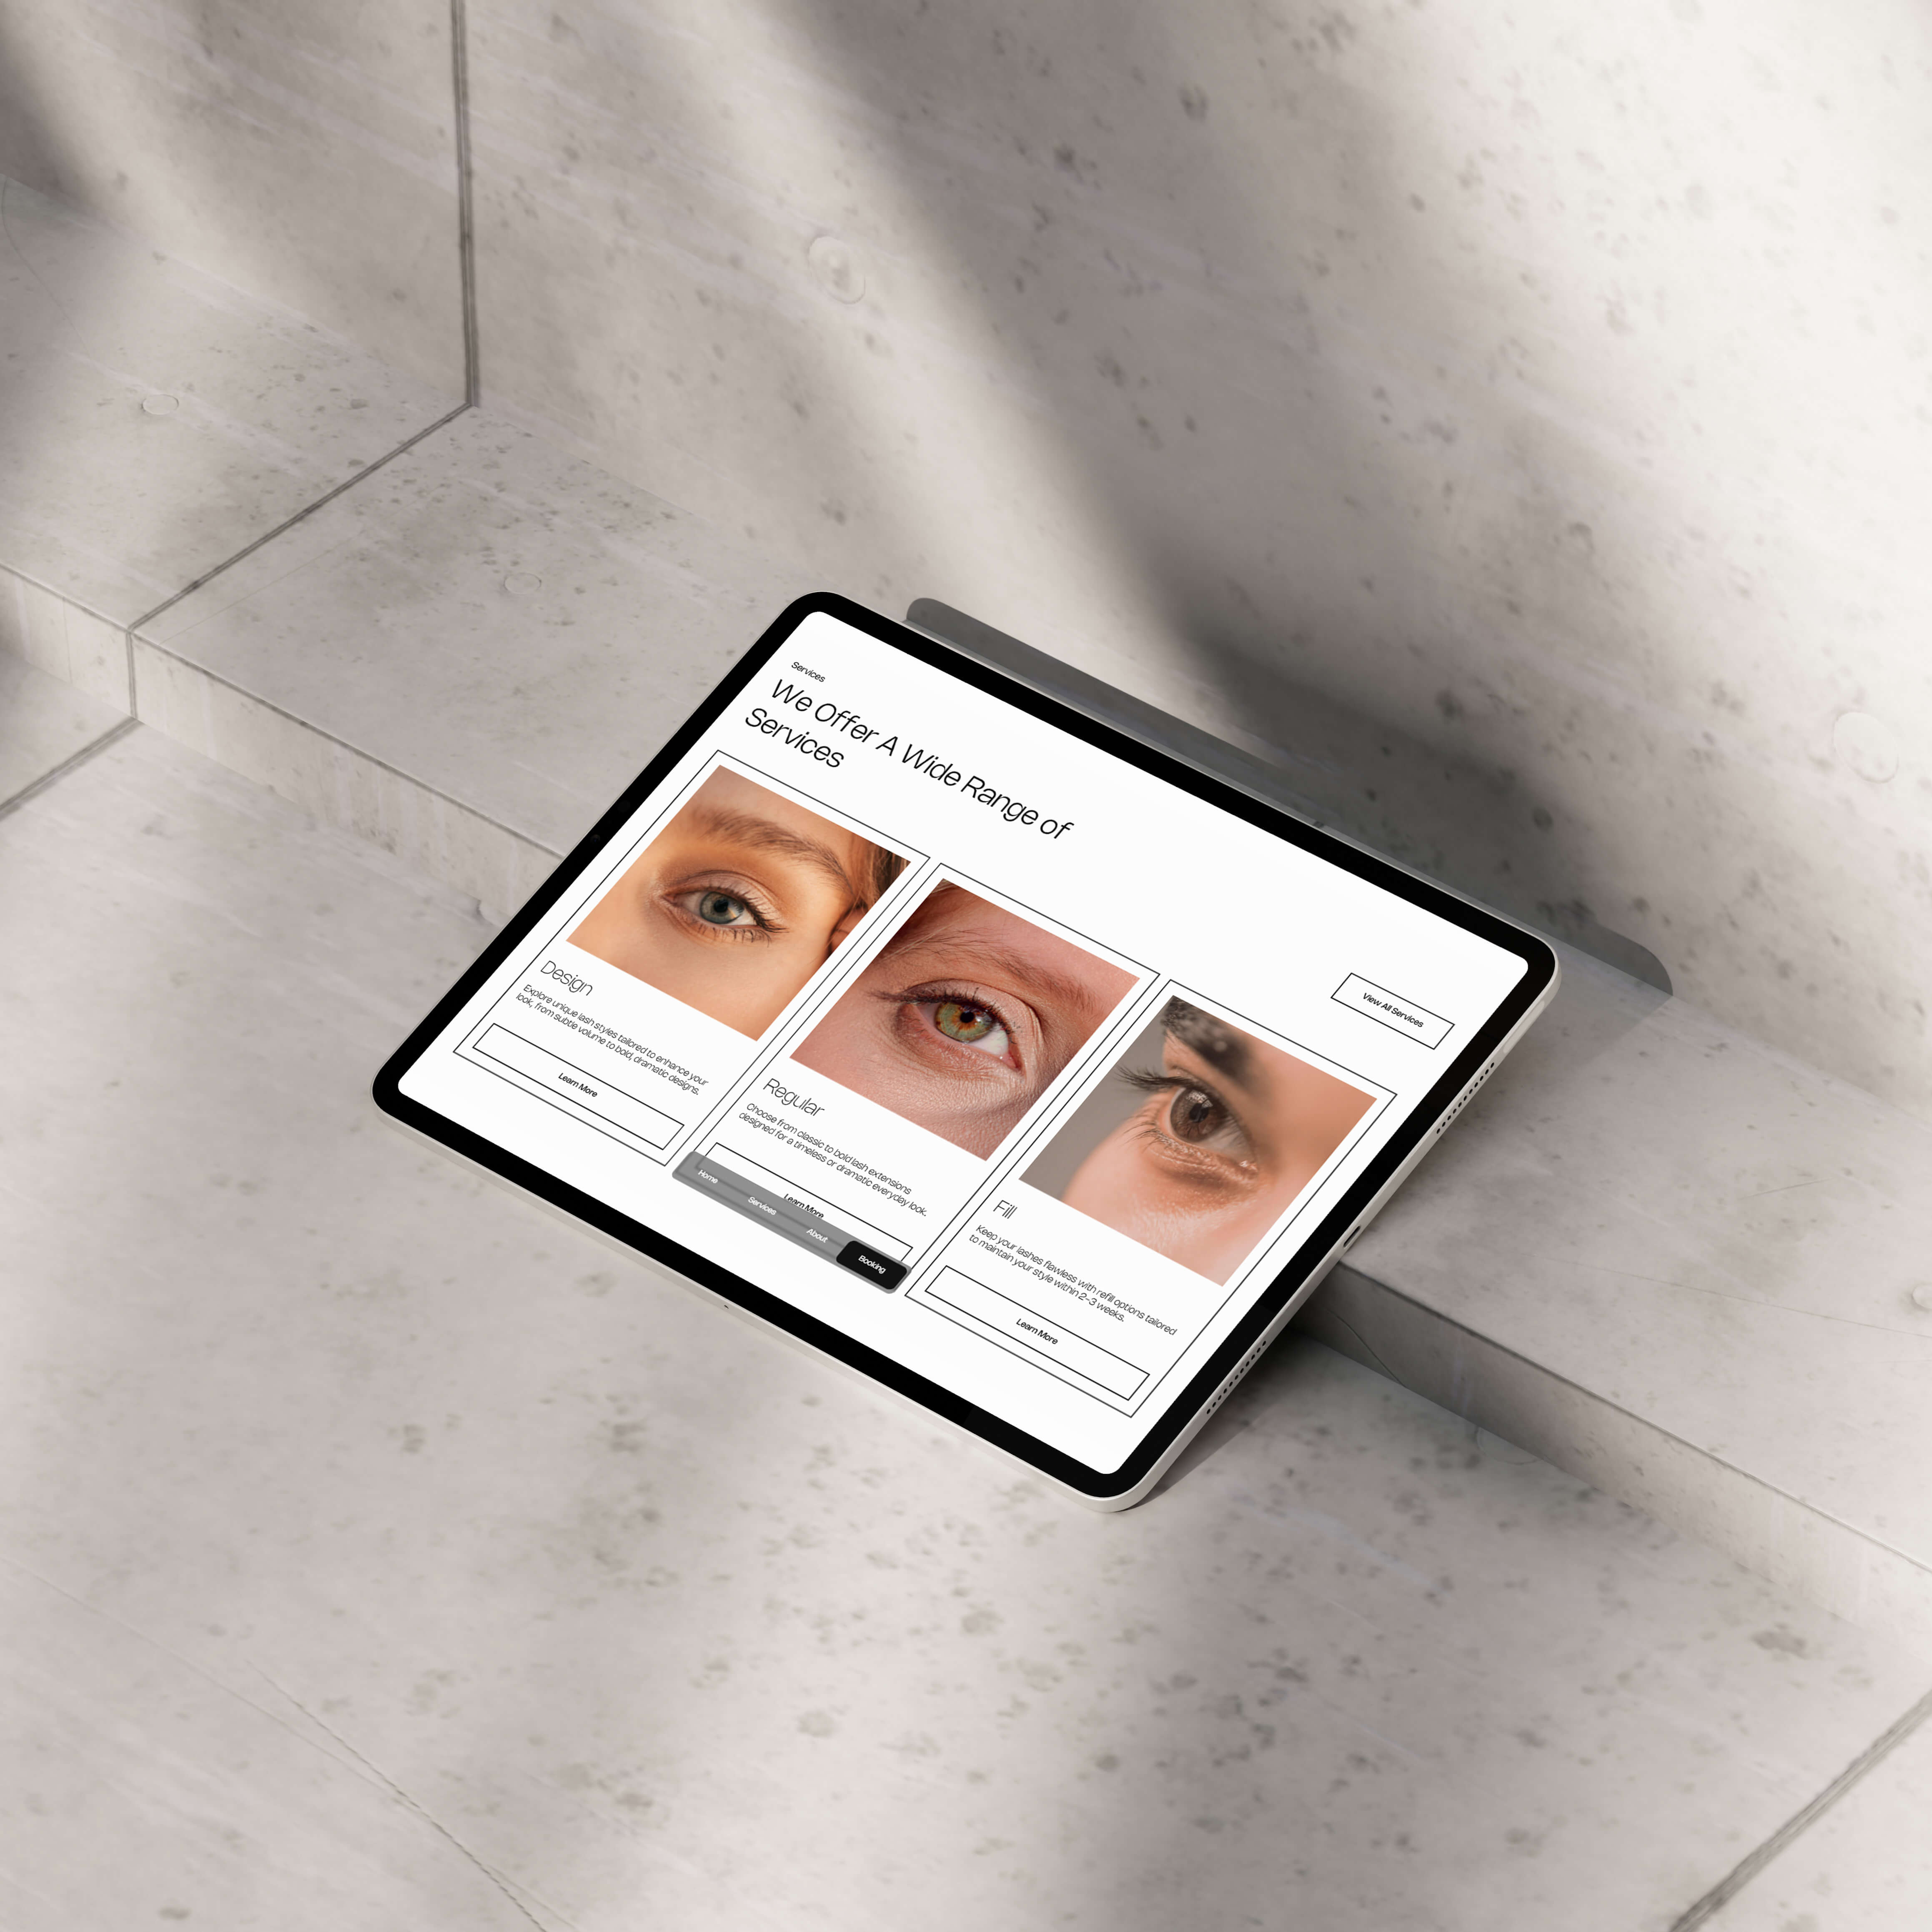 Services
We Offer A Wide Range of
Services
View All Services
Design
Explore unique lash styles tailored to enhance your
look, from subtle volume to bold, dramatic designs.
Learn More
Regular
Choose from classic to bold lash extensions
designed for a timeless or dramatic everyday look.
Learn More
Fill
Keep your lashes flawless with refill options tailored
to maintain your style within 2-3 weeks.
Learn More
Home
Services
About
Booking